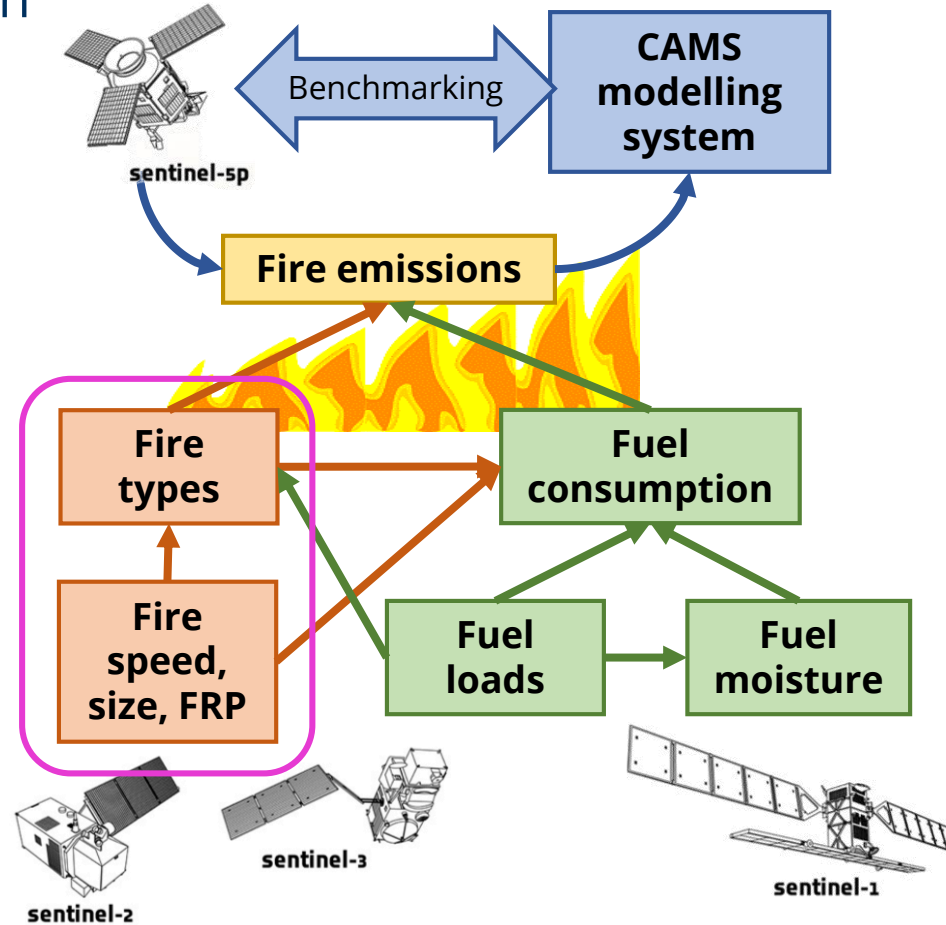 CAMS
modelling
system
Benchmarking
sentinel-5p
Fire emissions
Fire
types
Fuel
consumption
Fire
speed,
size, FRP
Fuel
loads
Fuel
moisture
sentinel-3
sentinel-1
sentinel-2